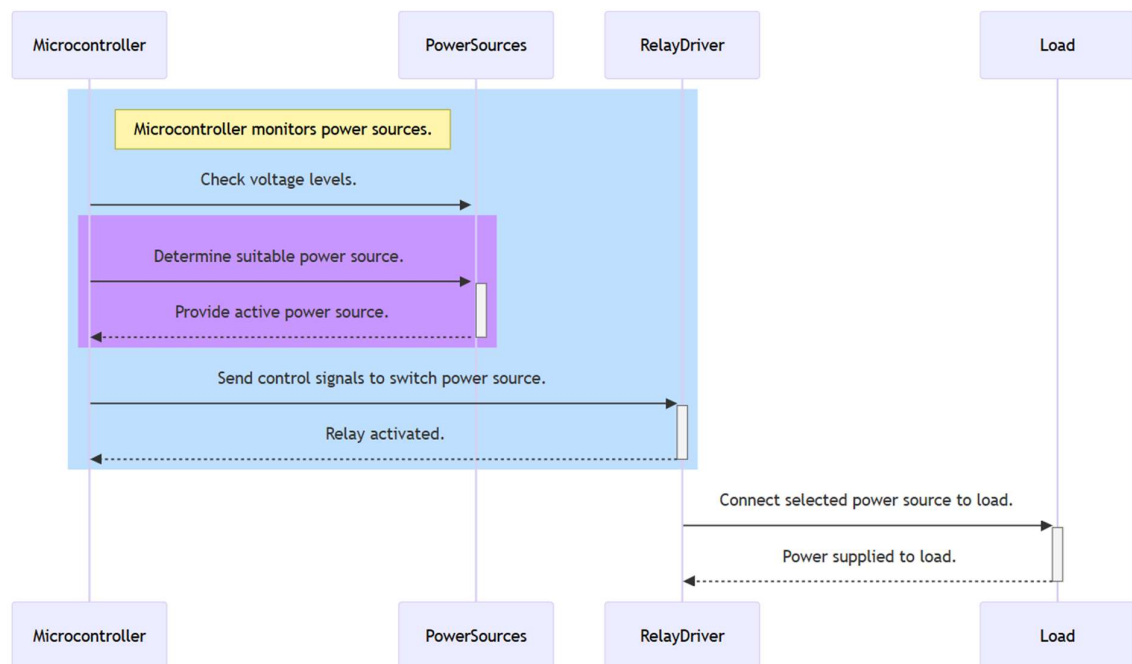 Microcontroller
PowerSources
RelayDriver
Load
Microcontroller monitors power sources.
Check voltage levels.
Determine suitable power source.
Provide active power source.
Send control signals to switch power source.
Relay activated.
Connect selected power source to load.
Power supplied to load.
Microcontroller
PowerSources
RelayDriver
Load